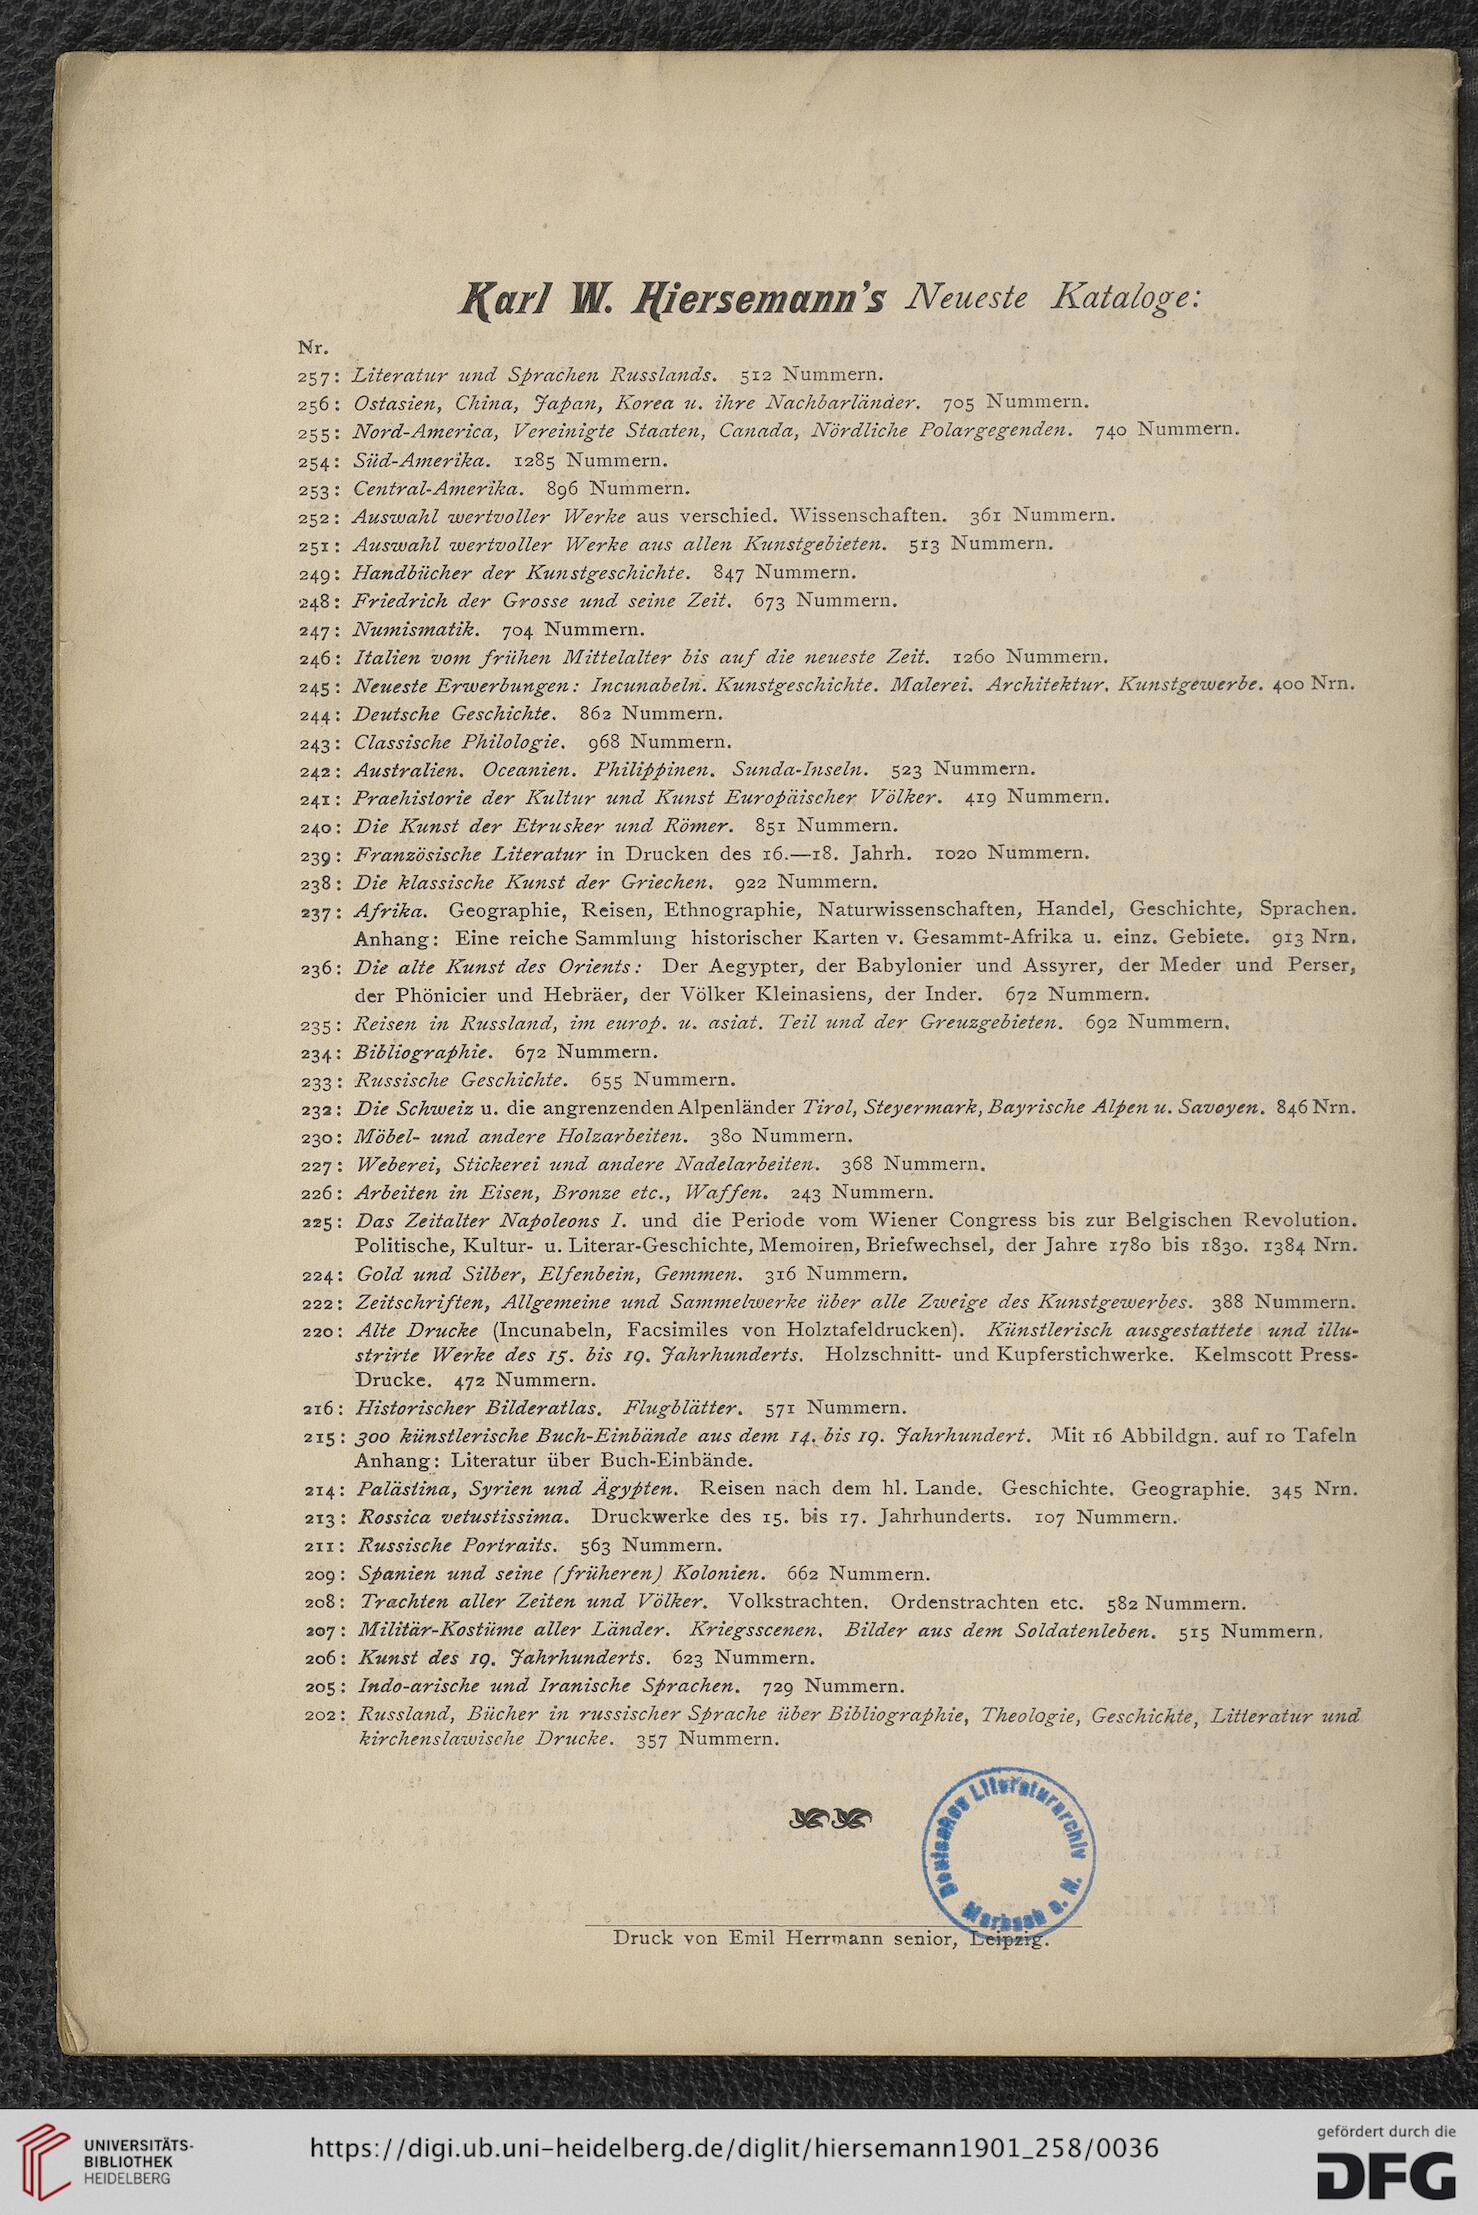 Karl W. Hiersemann's Neueste Kataloge:
Nr.
257: Literatur und Sprachen Russlands. 512 Nummern.
256: Ostasien, China, Japan, Korea u. ihre Nachbarländer. 705 Nummern.
255: Nord-America, Vereinigte Staaten, Canada, Nördliche Polargegenden. 740 Nummern.
254: Süd-Amerika. 1285 Nummern.
253: Central-Amerika. 896 Nummern.
252: Auswahl wertvoller Werke aus verschied. Wissenschaften. 361 Nummern.
251: Auswahl wertvoller Werke aus allen Kunstgebieten. 513 Nummern.
249: Handbücher der Kunstgeschichte. 847 Nummern.
248: Friedrich der Grosse und seine Zeit. 673 Nummern.
247: Numismatik. 704 Nummern.
246: Italien vom frühen Mittelalter bis auf die neueste Zeit. 1260 Nummern.
245: Neueste Erwerbungen: Incunabeln. Kunstgeschichte. Malerei. Architektur. Kunstgewerbe. 400 Nrn.
244: Deutsche Geschichte. 862 Nummern.
243: Classische Philologie. 968 Nummern.
242: Australien. Oceanien. Philippinen. Sunda-Inseln. 523 Nummern.
241: Praehistorie der Kultur und Kunst Europäischer Völker. 419 Nummern.
240: Die Kunst der Etrusker und Römer. 851 Nummern.
239: Französische Literatur in Drucken des 16.—18. Jahrh. 1020 Nummern.
238: Die klassische Kunst der Griechen. 922 Nummern.
237: Afrika. Geographie, Reisen, Ethnographie, Naturwissenschaften, Handel, Geschichte, Sprachen.
Anhang: Eine reiche Sammlung historischer Karten v. Gesammt-Afrika u. einz. Gebiete. 913 Nrn.
236: Die alte Kunst des Orients: Der Aegypter, der Babylonier und Assyrer, der Meder und Perser,
der Phönicier und Hebräer, der Völker Kleinasiens, der Inder. 672 Nummern.
235: Reisen in Russland, im europ. u. asiat. Teil und der Greuzgebieten. 692 Nummern.
234: Bibliographie. 672 Nummern.
233: Russische Geschichte. 655 Nummern.
232: Die Schweiz u. die angrenzenden Alpenländer Tirol, Steyermark, Bayrische Alpen u. Savoyen. 846 Nrn.
230: Möbel- und andere Holzarbeiten. 380 Nummern.
227: Weberei, Stickerei und andere Nadelarbeiten. 368 Nummern.
226: Arbeiten in Eisen, Bronze etc., Waffen. 243 Nummern.
225: Das Zeitalter Napoleons I. und die Periode vom Wiener Congress bis zur Belgischen Revolution.
Politische, Kultur- u. Literar-Geschichte, Memoiren, Briefwechsel, der Jahre 1780 bis 1830. 1384 Nrn.
224: Gold und Silber, Elfenbein, Gemmen. 316 Nummern.
222: Zeitschriften, Allgemeine und Sammelwerke über alle Zweige des Kunstgewerbes. 388 Nummern.
220: Alte Drucke (Incunabeln, Facsimiles von Holztafeldrucken). Künstlerisch ausgestattete und illu-
strirte Werke des 15. bis 19. Jahrhunderts. Holzschnitt- und Kupferstichwerke. Kelmscott Press-
Drucke. 472 Nummern.
216: Historischer Bilderatlas. Flugblätter. 571 Nummern.
215: 300 künstlerische Buch-Einbände aus dem 14. bis 19. Jahrhundert. Mit 16 Abbildgn. auf 10 Tafeln
Anhang: Literatur über Buch-Einbände.
214: Palästina, Syrien und Ägypten. Reisen nach dem hl. Lande. Geschichte. Geographie. 345 Nrn.
213: Rossica vetustissima. Druckwerke des 15. bis 17. Jahrhunderts. 107 Nummern.
211: Russische Portraits. 563 Nummern.
209: Spanien und seine (früheren) Kolonien. 662 Nummern.
208: Trachten aller Zeiten und Völker. Volkstrachten. Ordenstrachten etc. 582 Nummern.
207: Militär-Kostüme aller Länder. Kriegsscenen. Bilder aus dem Soldatenleben. 515 Nummern.
206: Kunst des 19. Jahrhunderts. 623 Nummern.
205: Indo-arische und Iranische Sprachen. 729 Nummern.
202: Russland, Bücher in russischer Sprache über Bibliographie, Theologie, Geschichte, Litteratur und
kirchenslawische Drucke. 357 Nummern.
Deutsches Literaturarchiv
Marbach a. N.
Druck von Emil Herrmann senior, Leipzig.
UNIVERSITÄTS-
BIBLIOTHEK
HEIDELBERG
https://digi.ub.uni-heidelberg.de/diglit/hiersemann1901_258/0036
gefördert durch die
DFG